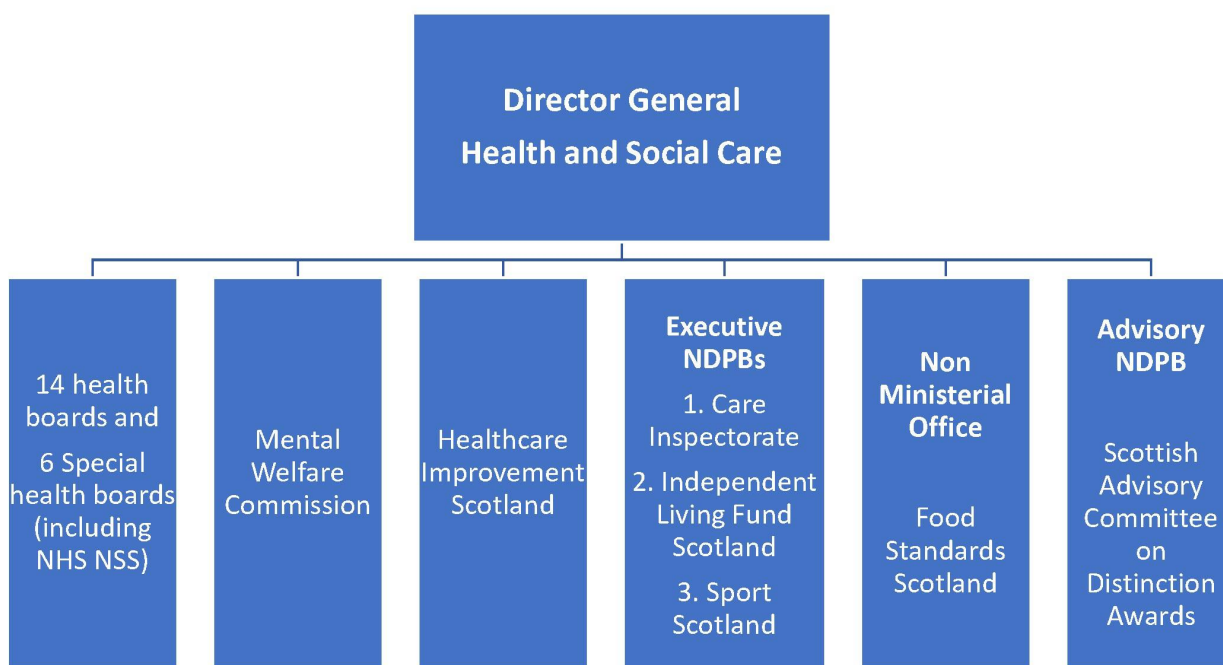 Director General
Health and Social Care
14 health
boards and
6 Special
health boards
(including
NHS NSS)
Mental
Welfare
Commission
Healthcare
Improvement
Scotland
Executive
NDPBs
1. Care
Inspectorate
2. Independent
Living Fund
Scotland
3. Sport
Scotland
Non
Ministerial
Office
Food
Standards
Scotland
Advisory
NDPB
Scottish
Advisory
Committee
on
Distinction
Awards